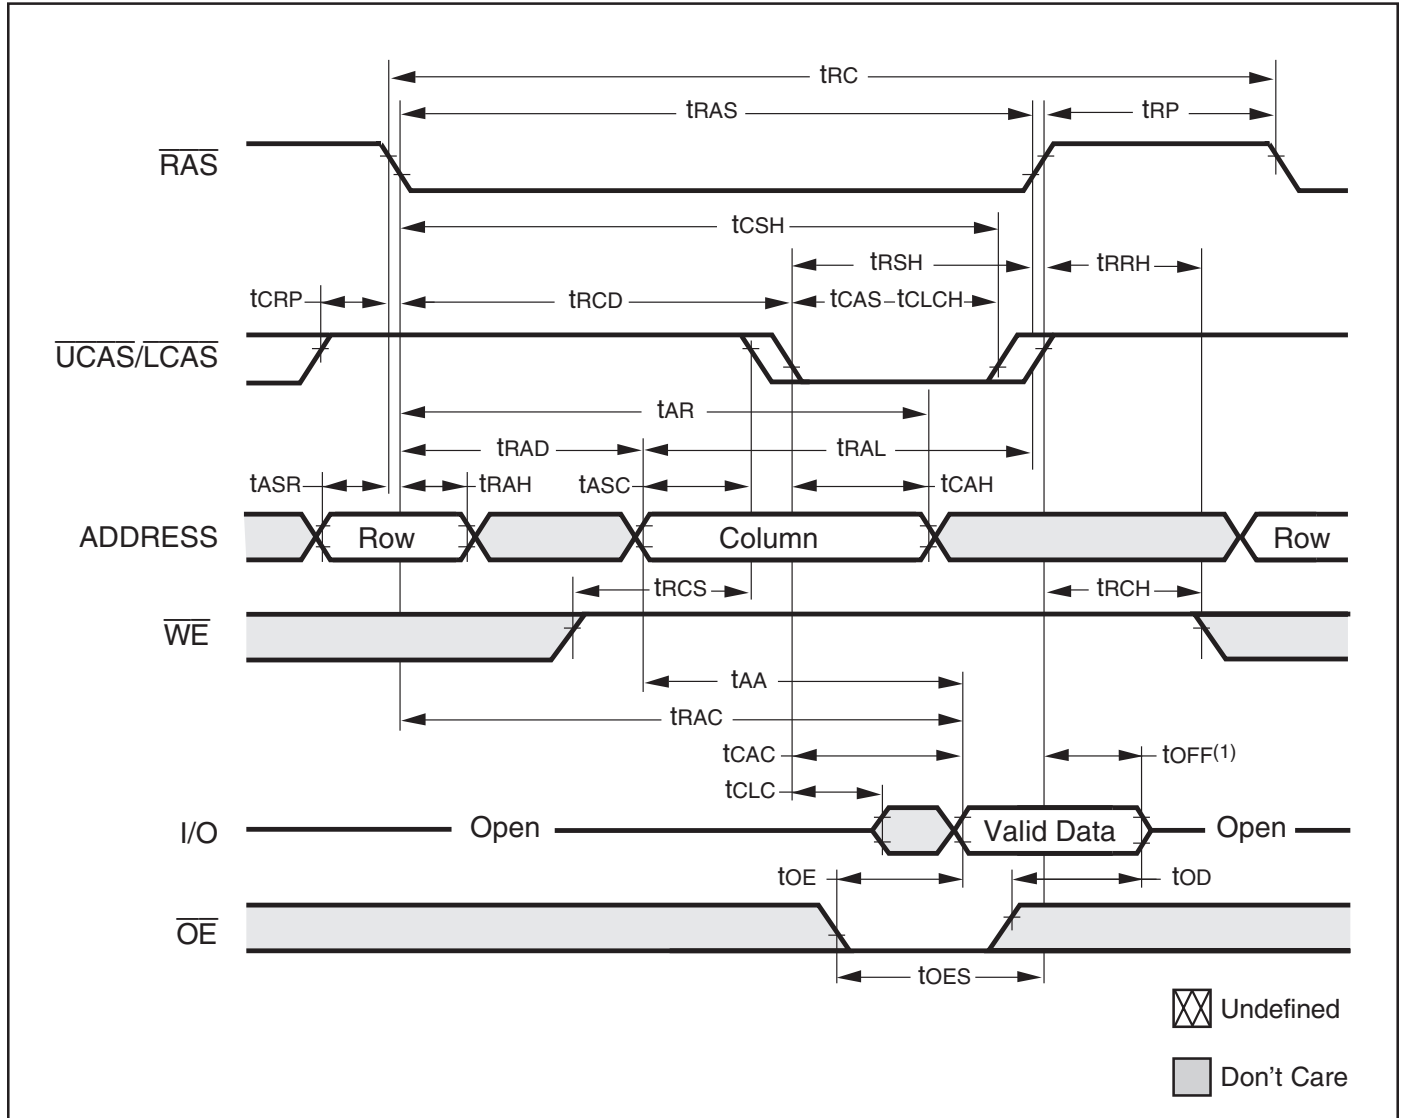 tRC
tRAS
tRP
RAS
tCSH
tRSH
tRRH
tCRP
tRCD
tCAS
tCLCH
UCAS/LCAS
tAR
tRAD
tRAL
tASR
tRAH
tASC
tCAH
ADDRESS
Row
Column
Row
tRCS
tRCH
WE
tAA
tRAC
tCAC
tOFF(1)
tCLC
I/O
Open
Valid Data
Open
tOE
tOD
OE
tOES
Undefined
Don't Care